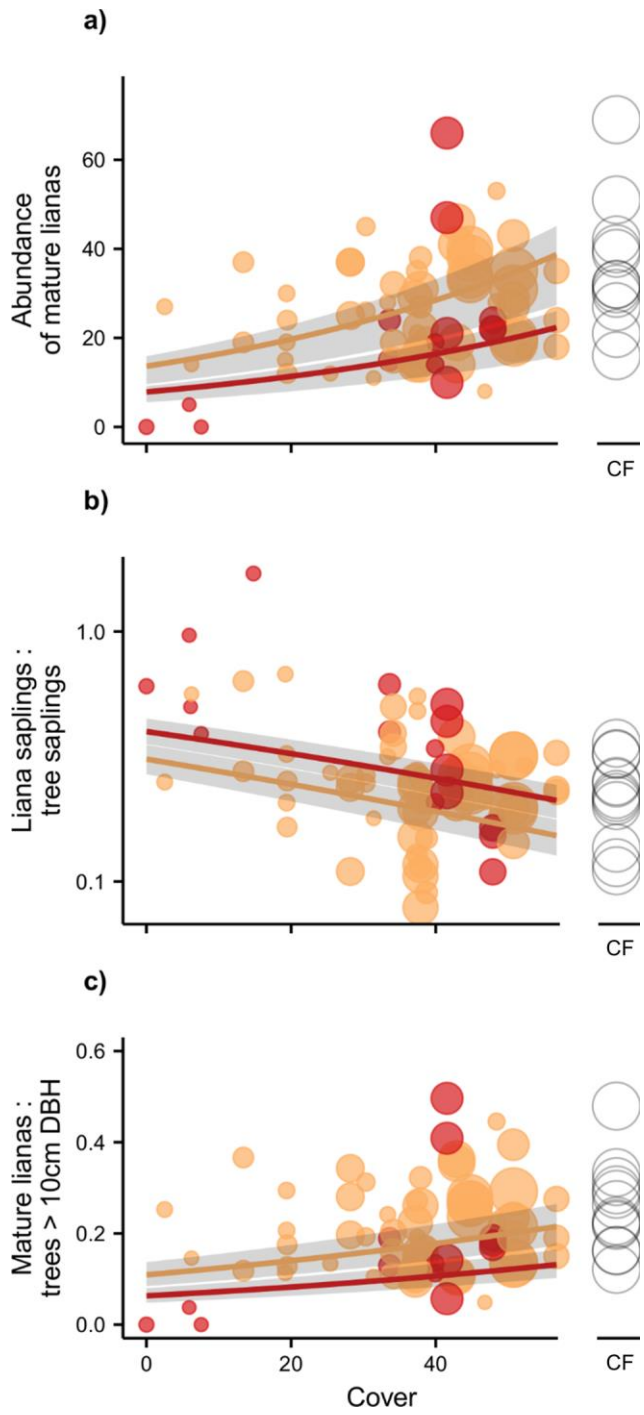 a)
Abundance
of mature lianas
60
40
20
0
CF
b)
Liana saplings :
tree saplings
1.0
0.1
CF
c)
Mature lianas :
trees > 10cm DBH
0.6
0.4
0.2
0.0
0
20
40
CF
Cover